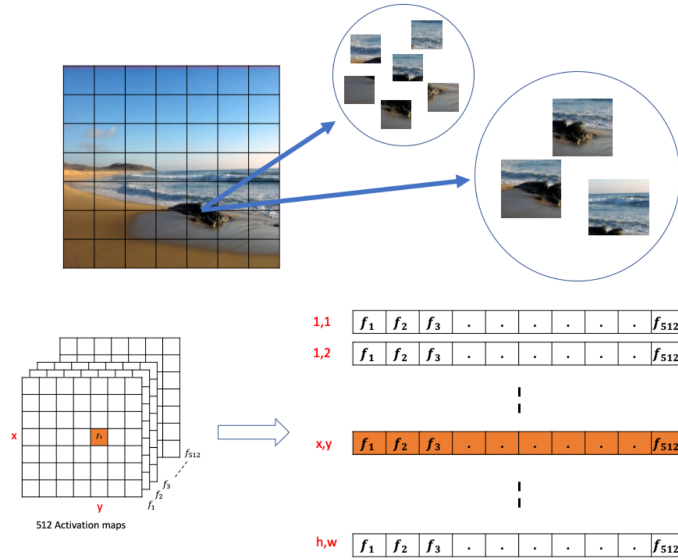 1,1 f1 f2 f3 . . . . . . f512
1,2 f1 f2 f3 . . . . . . f512
x,y f1 f2 f3 . . . . . . f512
h,w f1 f2 f3 . . . . . . f512
f1
x
y
f1
f2
f3
f512
512 Activation maps